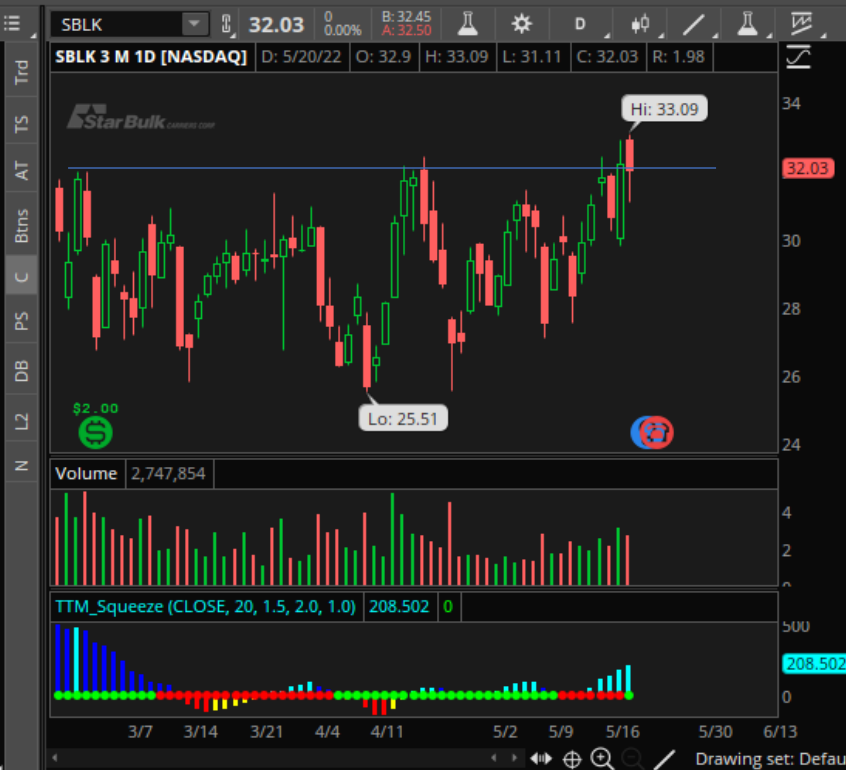 SBLK 32.03 0 0.00% B: 32.45 A: 32.50 D
SBLK 3 M 1D [NASDAQ] D: 5/20/22 O: 32.9 H: 33.09 L: 31.11 C: 32.03 R: 1.98
Trd
TS
AT
Btns
C
PS
DB
L2
N
StarBulk CARRIERS CORP
Hi: 33.09
Lo: 25.51
$2.00
$
34
32.03
30
28
26
24
Volume 2,747,854
4
2
0
TTM_Squeeze (CLOSE, 20, 1.5, 2.0, 1.0) 208.502 0
500
208.502
0
3/7 3/14 3/21 4/4 4/11 5/2 5/9 5/16 5/30 6/13
Drawing set: Defau